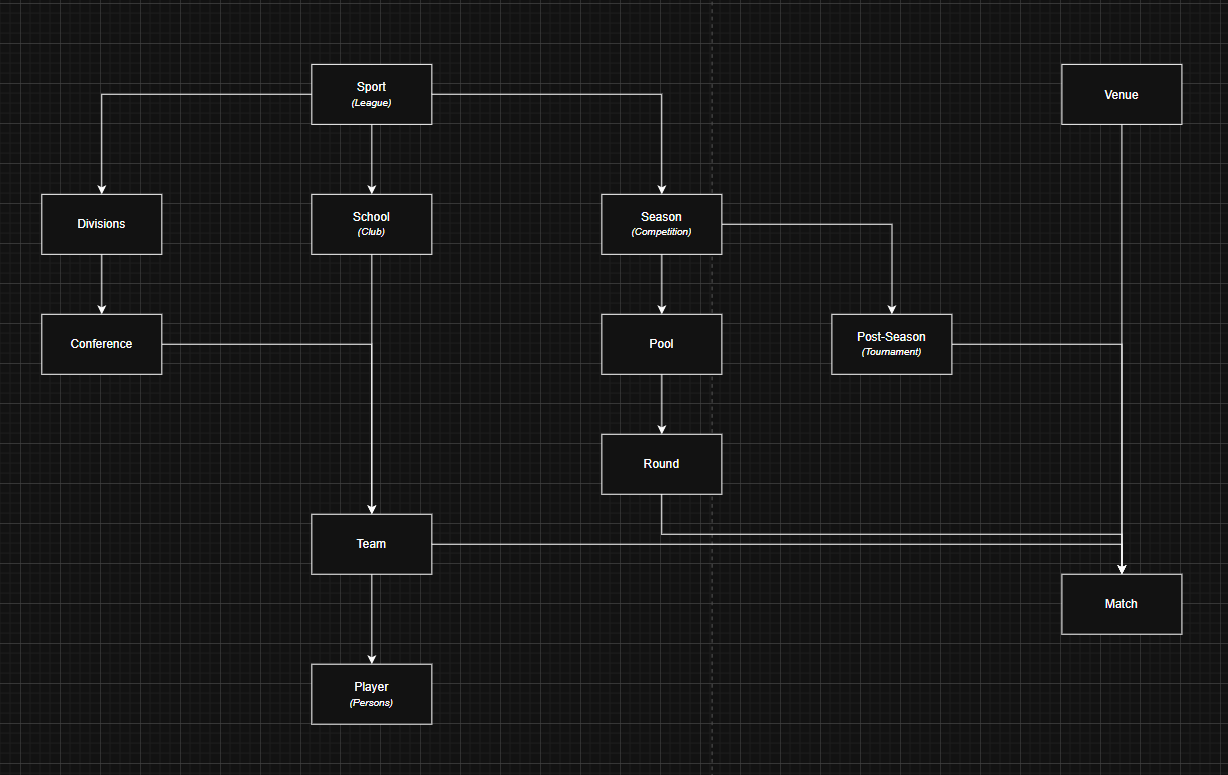 Sport
(League)
Venue
Divisions
School
(Club)
Season
(Competition)
Conference
Pool
Post-Season
(Tournament)
Round
Team
Match
Player
(Persons)